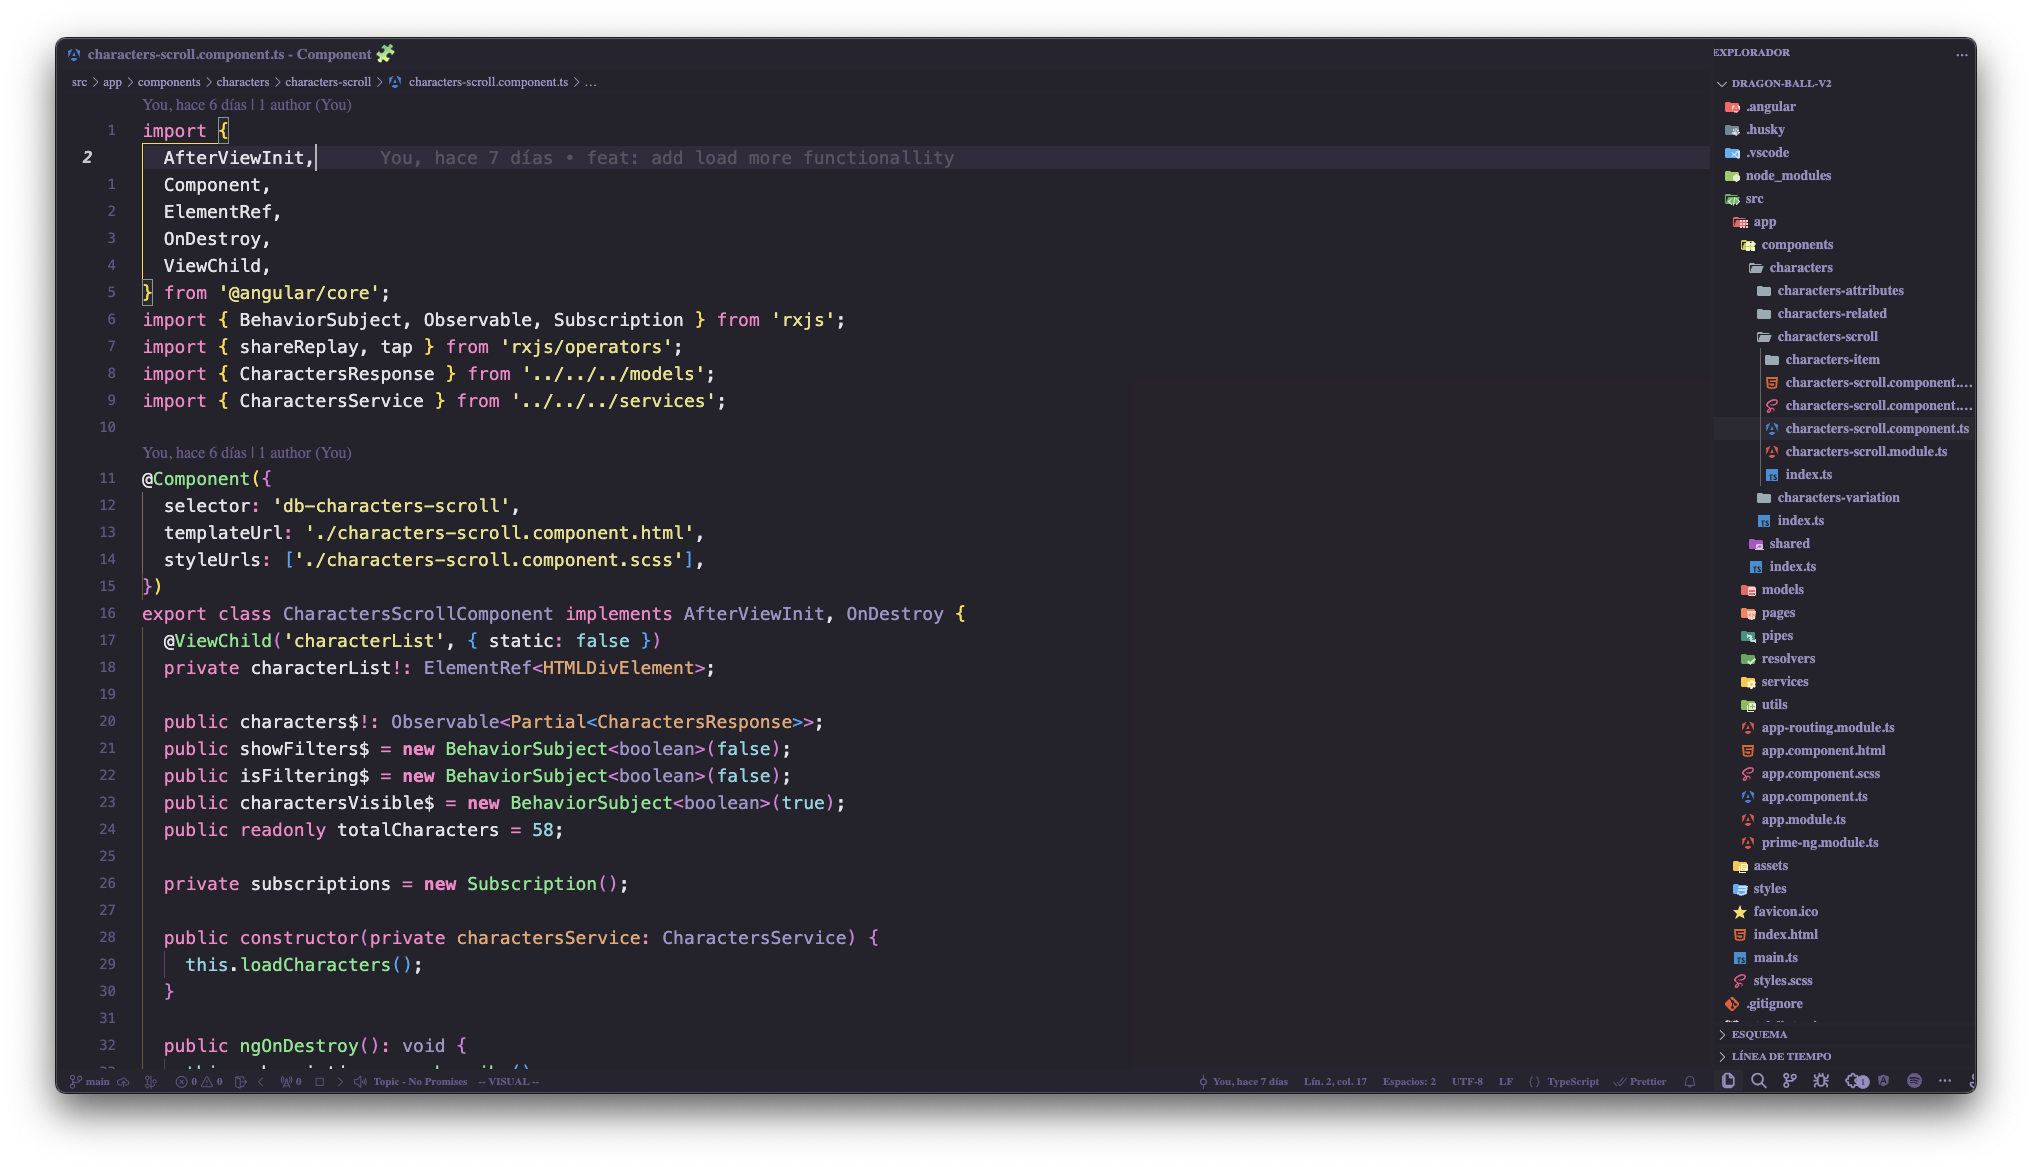 characters-scroll.component.ts - Component
src > app > components > characters > characters-scroll > characters-scroll.component.ts > ...
You, hace 6 días | 1 author (You)
1 import {
2 AfterViewInit, You, hace 7 días • feat: add load more functionallity
1 Component,
2 ElementRef,
3 OnDestroy,
4 ViewChild,
5 } from '@angular/core';
6 import { BehaviorSubject, Observable, Subscription } from 'rxjs';
7 import { shareReplay, tap } from 'rxjs/operators';
8 import { CharactersResponse } from '../../../models';
9 import { CharactersService } from '../../../services';
10
You, hace 6 días | 1 author (You)
11 @Component({
12 selector: 'db-characters-scroll',
13 templateUrl: './characters-scroll.component.html',
14 styleUrls: ['./characters-scroll.component.scss'],
15 })
16 export class CharactersScrollComponent implements AfterViewInit, OnDestroy {
17 @ViewChild('characterList', { static: false })
18 private characterList!: ElementRef<HTMLDivElement>;
19
20 public characters$!: Observable<Partial<CharactersResponse>>;
21 public showFilters$ = new BehaviorSubject<boolean>(false);
22 public isFiltering$ = new BehaviorSubject<boolean>(false);
23 public charactersVisible$ = new BehaviorSubject<boolean>(true);
24 public readonly totalCharacters = 58;
25
26 private subscriptions = new Subscription();
27
28 public constructor(private charactersService: CharactersService) {
29 this.loadCharacters();
30 }
31
32 public ngOnDestroy(): void {
main 0 0 0 Topic - No Promises -- VISUAL --
You, hace 7 días Lín. 2, col. 17 Espacios: 2 UTF-8 LF {} TypeScript Prettier
EXPLORADOR ...
DRAGON-BALL-V2
.angular
.husky
.vscode
node_modules
src
app
components
characters
characters-attributes
characters-related
characters-scroll
characters-item
characters-scroll.component....
characters-scroll.component....
characters-scroll.component.ts
characters-scroll.module.ts
index.ts
characters-variation
index.ts
shared
index.ts
models
pages
pipes
resolvers
services
utils
app-routing.module.ts
app.component.html
app.component.scss
app.component.ts
app.module.ts
prime-ng.module.ts
assets
styles
favicon.ico
index.html
main.ts
styles.scss
.gitignore
ESQUEMA
LÍNEA DE TIEMPO
1 ...